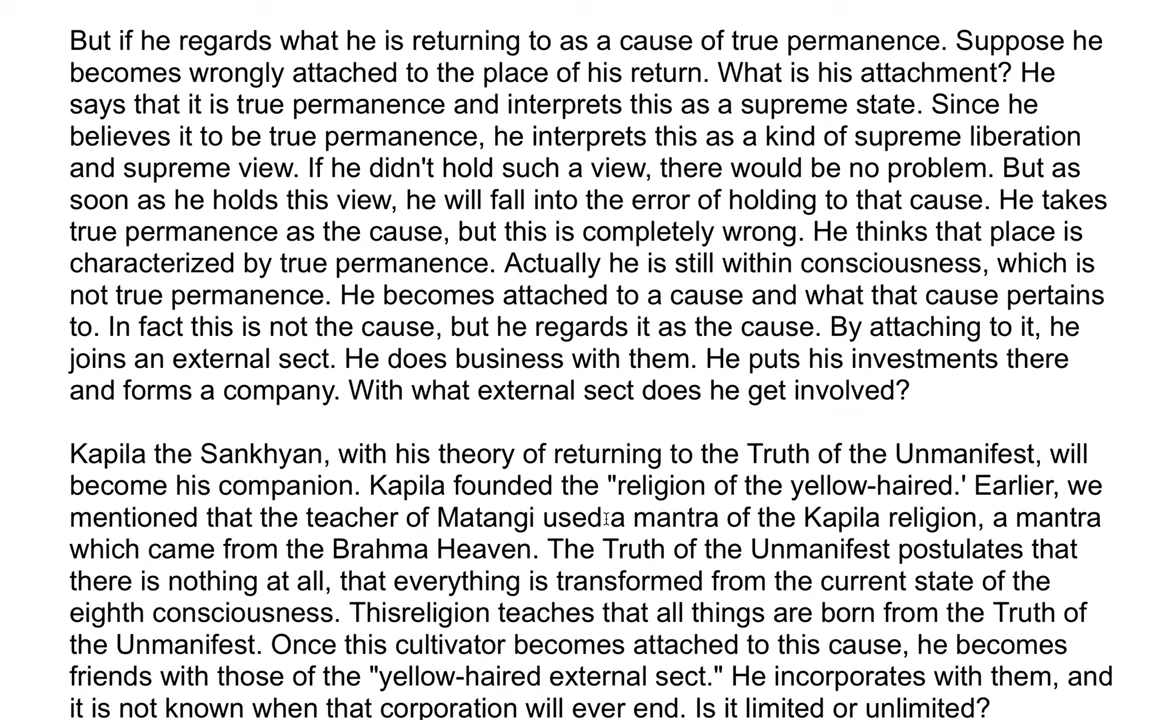 But if he regards what he is returning to as a cause of true permanence. Suppose he
becomes wrongly attached to the place of his return. What is his attachment? He
says that it is true permanence and interprets this as a supreme state. Since he
believes it to be true permanence, he interprets this as a kind of supreme liberation
and supreme view. If he didn't hold such a view, there would be no problem. But as
soon as he holds this view, he will fall into the error of holding to that cause. He takes
true permanence as the cause, but this is completely wrong. He thinks that place is
characterized by true permanence. Actually he is still within consciousness, which is
not true permanence. He becomes attached to a cause and what that cause pertains
to. In fact this is not the cause, but he regards it as the cause. By attaching to it, he
joins an external sect. He does business with them. He puts his investments there
and forms a company. With what external sect does he get involved?
Kapila the Sankhyan, with his theory of returning to the Truth of the Unmanifest, will
become his companion. Kapila founded the "religion of the yellow-haired.' Earlier, we
mentioned that the teacher of Matangi used a mantra of the Kapila religion, a mantra
which came from the Brahma Heaven. The Truth of the Unmanifest postulates that
there is nothing at all, that everything is transformed from the current state of the
eighth consciousness. Thisreligion teaches that all things are born from the Truth of
the Unmanifest. Once this cultivator becomes attached to this cause, he becomes
friends with those of the "yellow-haired external sect." He incorporates with them, and
it is not known when that corporation will ever end. Is it limited or unlimited?